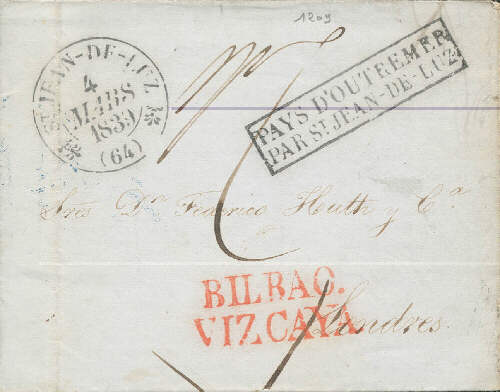 1209
ST JEAN-DE-LUZ
4
MARS
1839
(64)
PAYS D'OUTREMER
PAR ST. JEAN-DE-LUZ
Sres Dn Federico Huth y Ca
BILBAO.
VIZCAYA
Londres